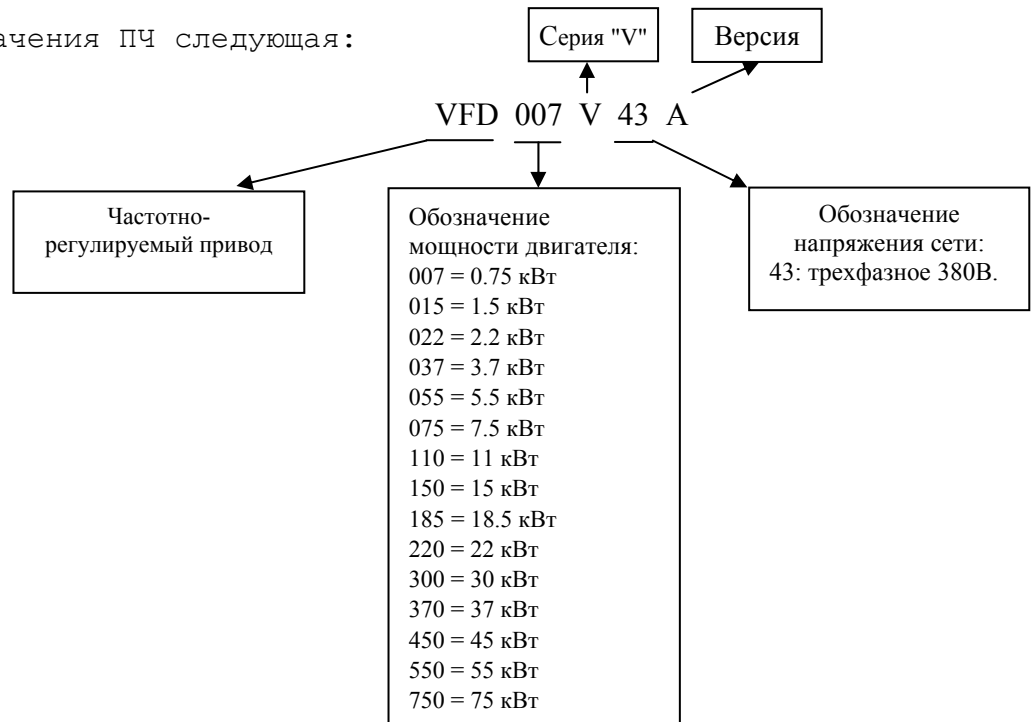 ачения ПЧ следующая:
Серия "V"
Версия
VFD 007 V 43 A
Частотно-
регулируемый привод
Обозначение
мощности двигателя:
007 = 0.75 кВт
015 = 1.5 кВт
022 = 2.2 кВт
037 = 3.7 кВт
055 = 5.5 кВт
075 = 7.5 кВт
110 = 11 кВт
150 = 15 кВт
185 = 18.5 кВт
220 = 22 кВт
300 = 30 кВт
370 = 37 кВт
450 = 45 кВт
550 = 55 кВт
750 = 75 кВт
Обозначение
напряжения сети:
43: трехфазное 380В.